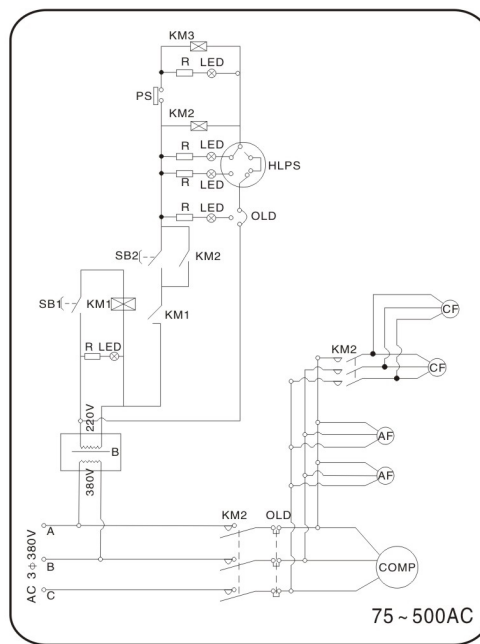 KM3
R LED
PS
KM2
R LED
HLPS
R LED
R LED
OLD
SB2
KM2
SB1
KM1
KM1
R LED
CF
KM2
CF
220V
B
380V
AF
AF
AC 3φ380V
A
KM2 OLD
B
COMP
C
75~500AC